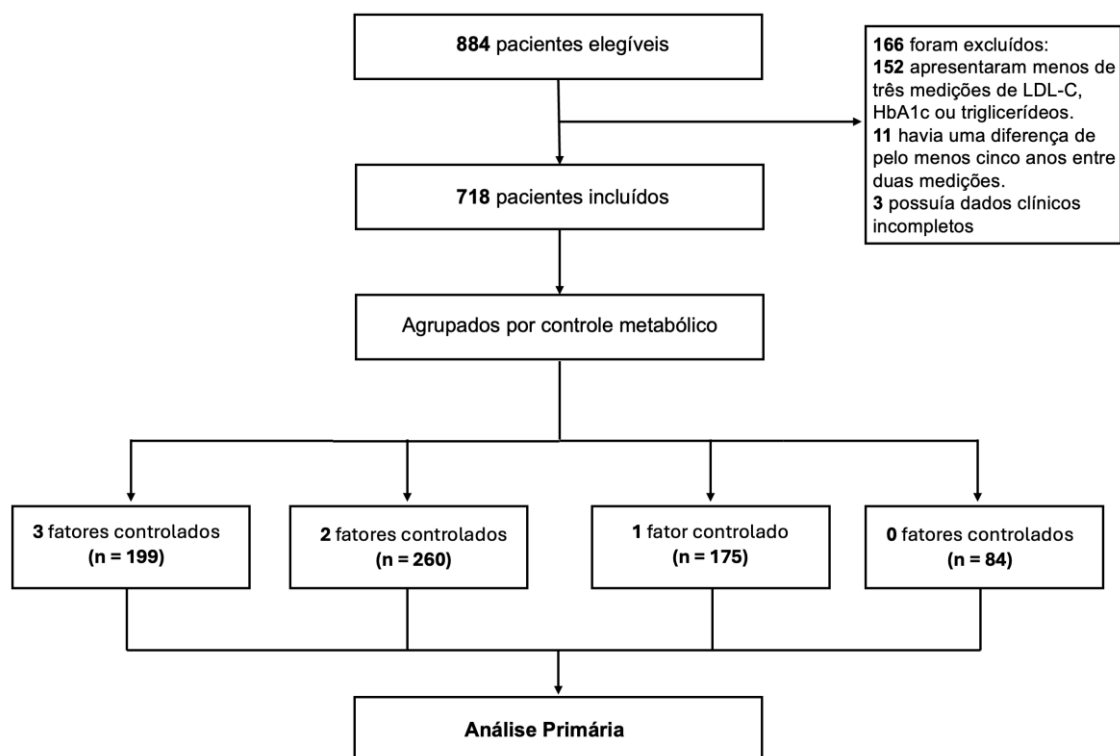 884 pacientes elegíveis
166 foram excluídos:
152 apresentaram menos de
três medições de LDL-C,
HbA1c ou triglicerídeos.
11 havia uma diferença de
pelo menos cinco anos entre
duas medições.
3 possuía dados clínicos
incompletos
718 pacientes incluídos
Agrupados por controle metabólico
3 fatores controlados
(n = 199)
2 fatores controlados
(n = 260)
1 fator controlado
(n = 175)
0 fatores controlados
(n = 84)
Análise Primária